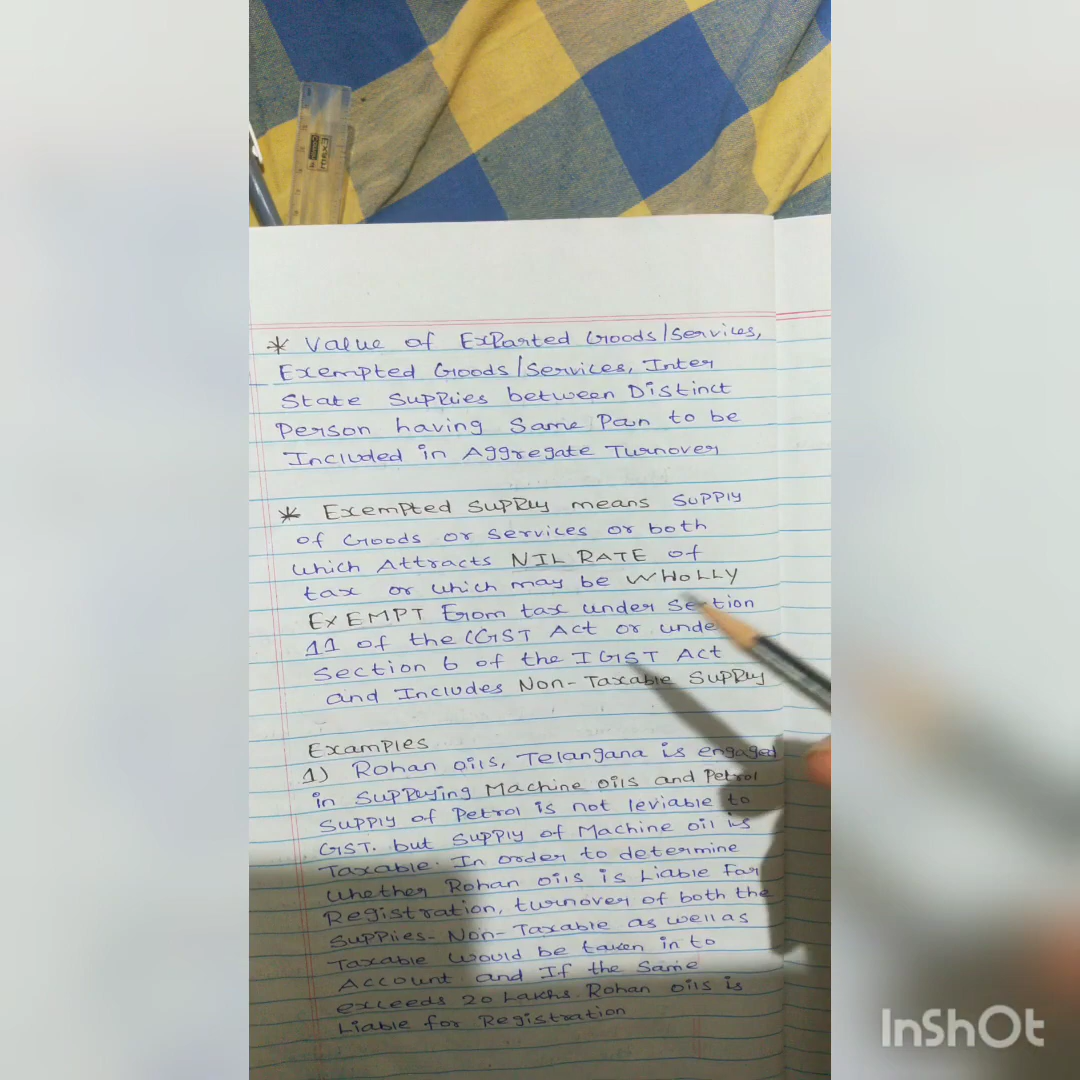 * Value of Exported Goods/Services,
Exempted Goods/Services, Inter
State Supplies between Distinct
Person having Same Pan to be
Included in Aggregate Turnover
* Exempted Supply means Supply
of Goods or services or both
which Attracts NIL RATE of
tax or which may be WHOLLY
EXEMPT From tax under section
11 of the CGST Act or unde
Section 6 of the IGST Act
and Includes Non-Taxable Supply
Examples
1) Rohan oils, Telangana is engaged
in supplying Machine oils and Petrol
Supply of Petrol is not leviable to
GST. but Supply of Machine oil is
Taxable. In order to determine
whether Rohan oils is Liable for
Registration, turnover of both the
Supplies- Non-Taxable as well as
Taxable would be taken in to
Account and If the Same
exceeds 20 Lakhs. Rohan oils is
Liable for Registration
InShOt